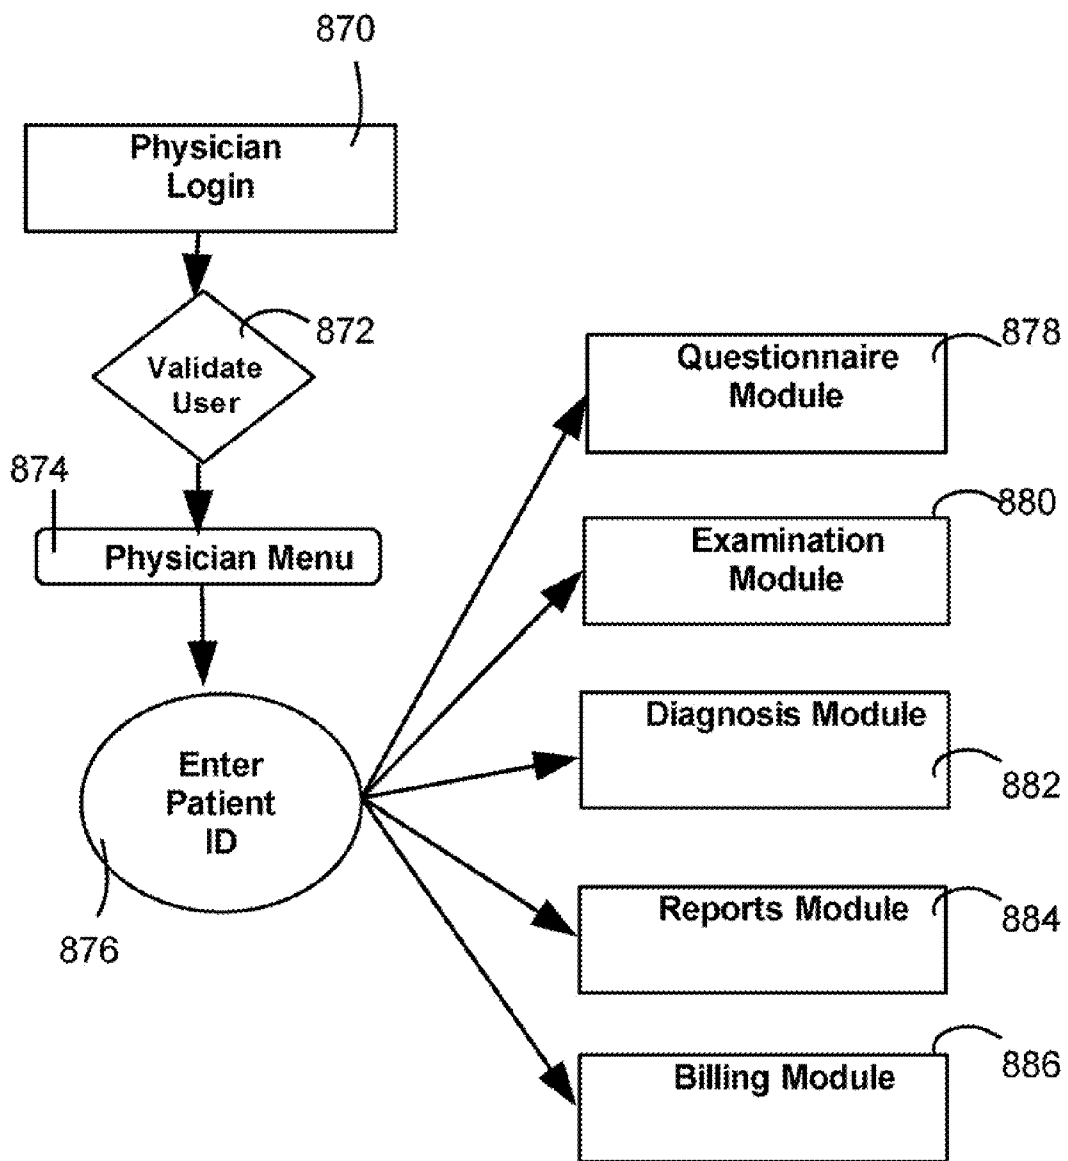 870
Physician
Login
872
Validate
User
874
Physician Menu
Enter
Patient
ID
876
Questionnaire
Module
878
Examination
Module
880
Diagnosis Module
882
Reports Module
884
Billing Module
886